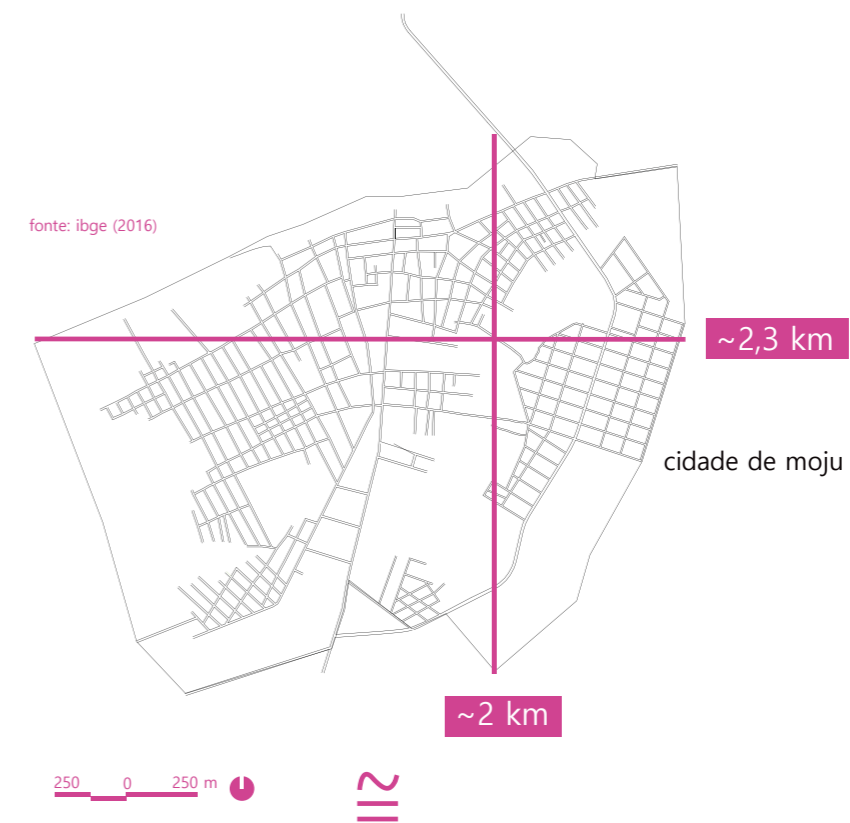 fonte: ibge (2016)
~2,3 km
cidade de moju
~2 km
250 0 250 m
≅